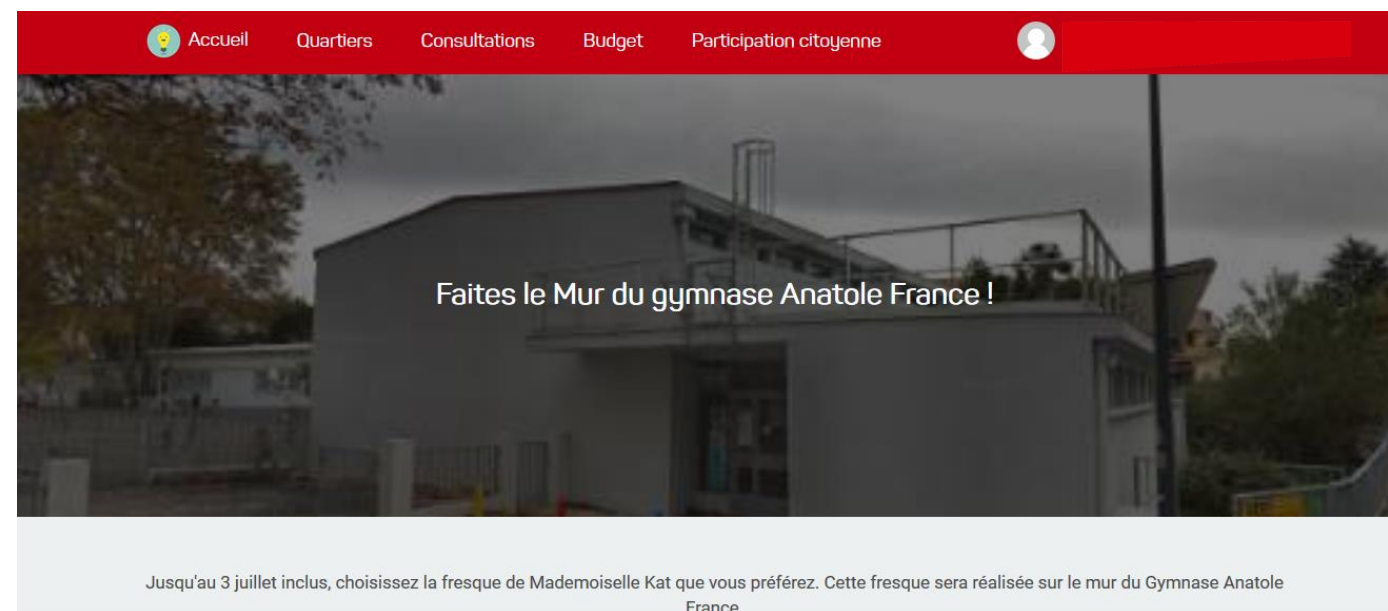 Accueil Quartiers Consultations Budget Participation citoyenne
Faites le Mur du gymnase Anatole France !
Jusqu'au 3 juillet inclus, choisissez la fresque de Mademoiselle Kat que vous préférez. Cette fresque sera réalisée sur le mur du Gymnase Anatole
France